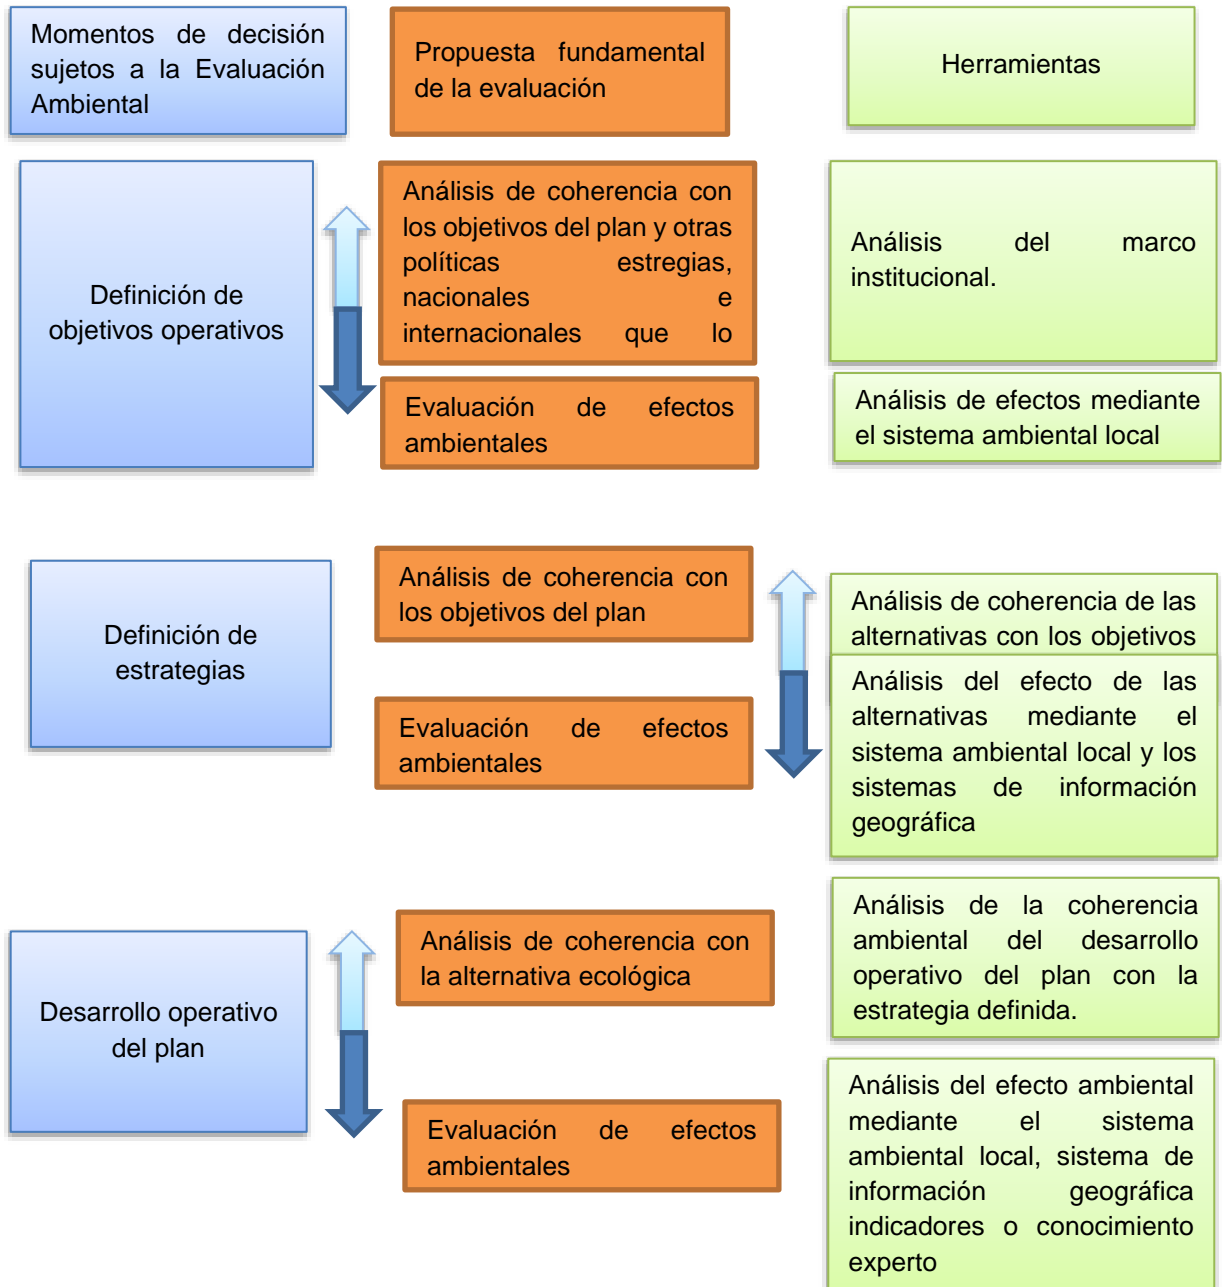 Momentos de decisión
sujetos a la Evaluación
Ambiental
Propuesta fundamental
de la evaluación
Herramientas
Definición de
objetivos operativos
Análisis de coherencia con
los objetivos del plan y otras
políticas estregias,
nacionales e
internacionales que lo
Análisis del marco
institucional.
Evaluación de efectos
ambientales
Análisis de efectos mediante
el sistema ambiental local
Definición de
estrategias
Análisis de coherencia con
los objetivos del plan
Análisis de coherencia de las
alternativas con los objetivos
Evaluación de efectos
ambientales
Análisis del efecto de las
alternativas mediante el
sistema ambiental local y los
sistemas de información
geográfica
Desarrollo operativo
del plan
Análisis de coherencia con
la alternativa ecológica
Análisis de la coherencia
ambiental del desarrollo
operativo del plan con la
estrategia definida.
Evaluación de efectos
ambientales
Análisis del efecto ambiental
mediante el sistema
ambiental local, sistema de
información geográfica
indicadores o conocimiento
experto